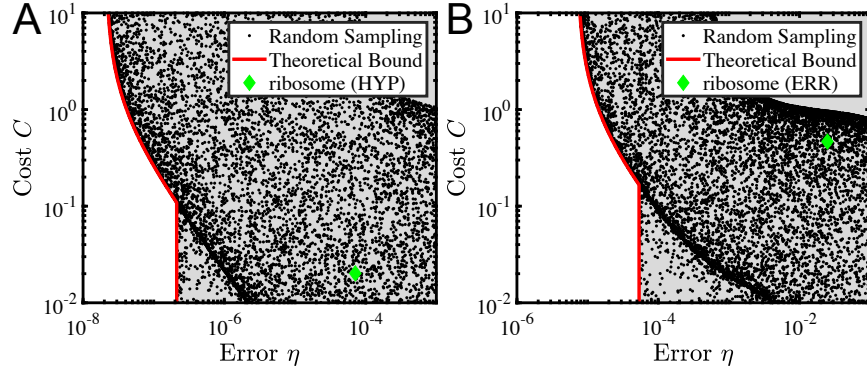 A
Random Sampling
Theoretical Bound
ribosome (HYP)
Cost C
10^1
10^0
10^-1
10^-2
10^-8
10^-6
10^-4
Error η
B
Random Sampling
Theoretical Bound
ribosome (ERR)
Cost C
10^1
10^0
10^-1
10^-2
10^-6
10^-4
10^-2
Error η